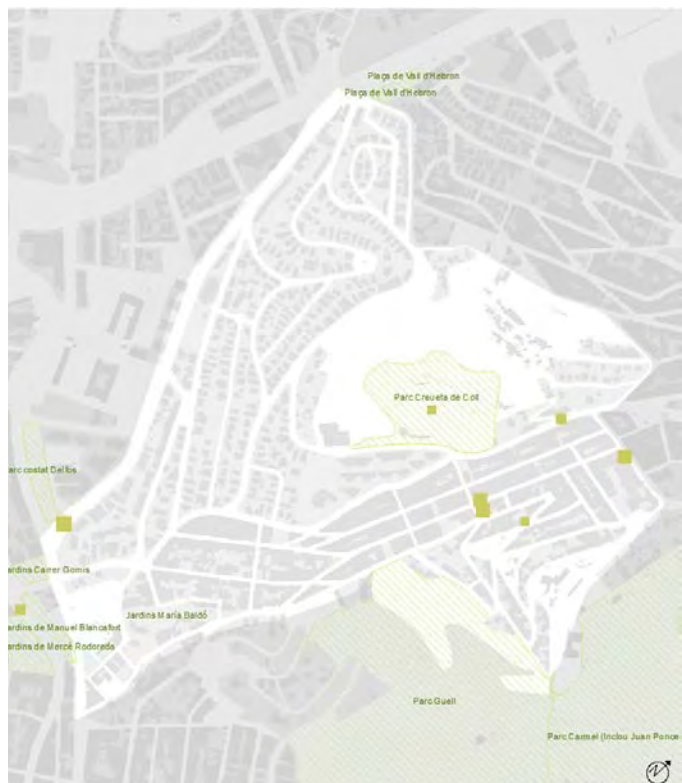 Plaça de Vall d'Hebron
Plaça de Vall d'Hebron
Parc Creueta de Coll
arc costat Delfos
ardins Carrer Gomis
Jardins María Baldó
ardins de Manuel Blancafort
ardins de Mercè Rodoreda
Parc Guell
Parc Carmel (Inclou Juan Ponce